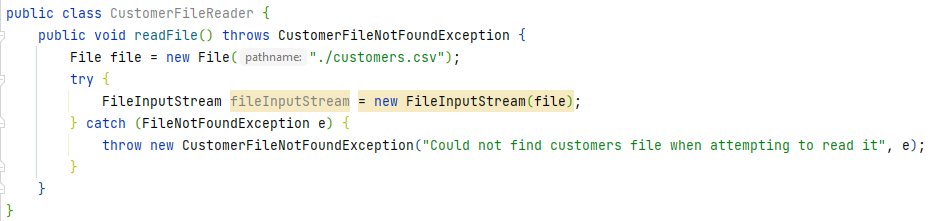 public class CustomerFileReader {
    public void readFile() throws CustomerFileNotFoundException {
        File file = new File( pathname: "./customers.csv");
        try {
            FileInputStream fileInputStream = new FileInputStream(file);
        } catch (FileNotFoundException e) {
            throw new CustomerFileNotFoundException("Could not find customers file when attempting to read it", e);
        }
    }
}